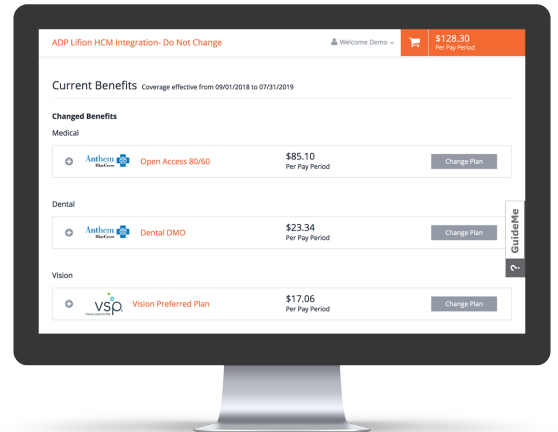 ADP Lifion HCM Integration- Do Not Change
Welcome Demo
$128.30
Per Pay Period
Current Benefits Coverage effective from 09/01/2018 to 07/31/2019
Changed Benefits
Medical
Anthem
BlueCross
Open Access 80/60
$85.10
Per Pay Period
Change Plan
Dental
Anthem
BlueCross
Dental DMO
$23.34
Per Pay Period
Change Plan
Vision
vsp
Vision Preferred Plan
$17.06
Per Pay Period
Change Plan
? GuideMe